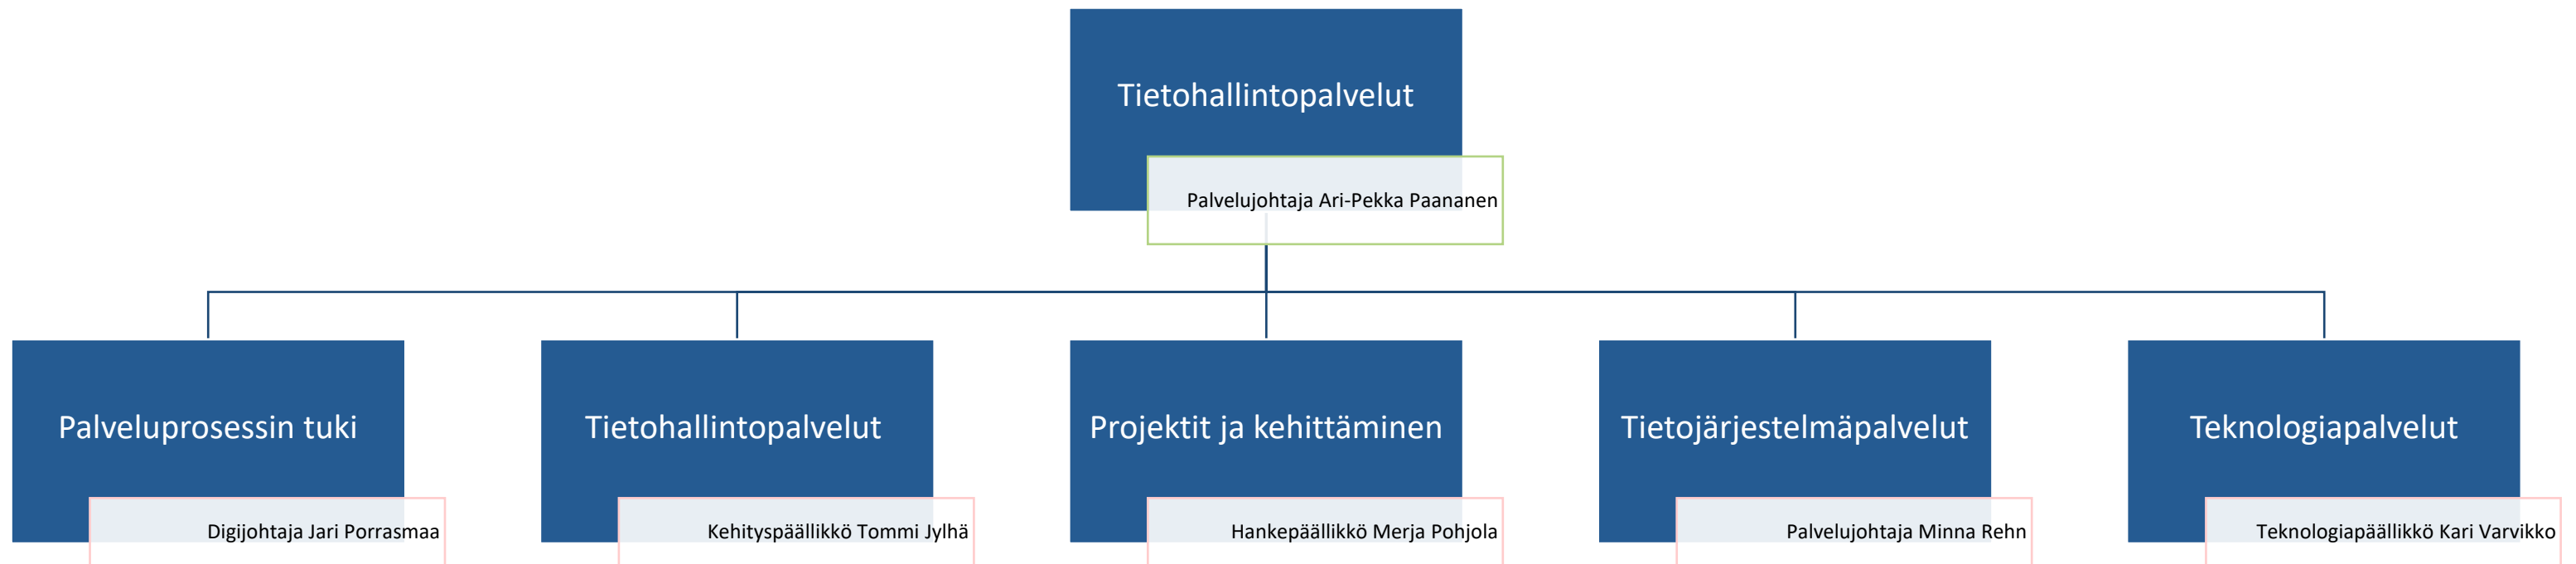 Tietohallintopalvelut
Palvelujohtaja Ari-Pekka Paananen
Palveluprosessin tuki
Digijohtaja Jari Porrasmaa
Tietohallintopalvelut
Kehityspäällikkö Tommi Jylhä
Projektit ja kehittäminen
Hankepäällikkö Merja Pohjola
Tietojärjestelmäpalvelut
Palvelujohtaja Minna Rehn
Teknologiapalvelut
Teknologiapäällikkö Kari Varvikko